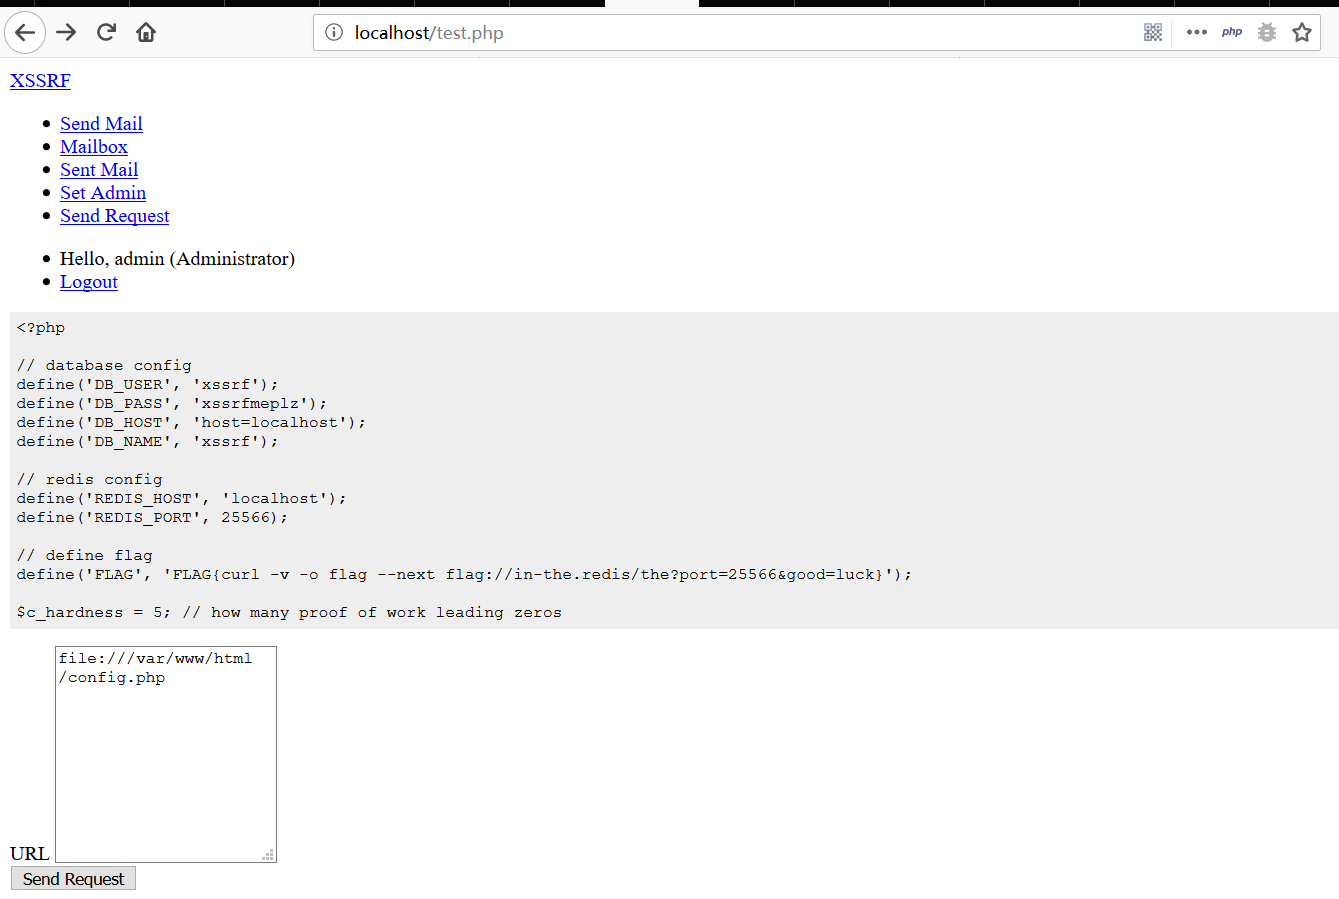 localhost/test.php
php
XSSRF
Send Mail
Mailbox
Sent Mail
Set Admin
Send Request
Hello, admin (Administrator)
Logout
<?php
// database config
define('DB_USER', 'xssrf');
define('DB_PASS', 'xssrfmeplz');
define('DB_HOST', 'host=localhost');
define('DB_NAME', 'xssrf');
// redis config
define('REDIS_HOST', 'localhost');
define('REDIS_PORT', 25566);
// define flag
define('FLAG', 'FLAG{curl -v -o flag --next flag://in-the.redis/the?port=25566&good=luck}');
$c_hardness = 5; // how many proof of work leading zeros
file:///var/www/html
/config.php
URL
Send Request